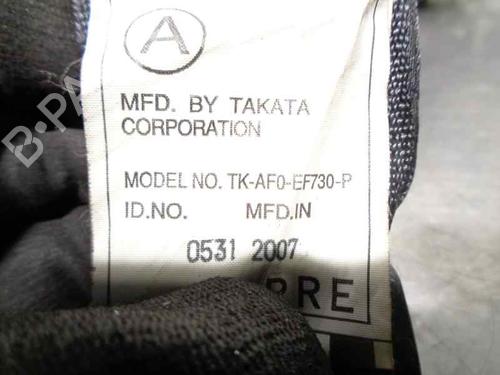 A
MFD. BY TAKATA
CORPORATION
MODEL NO. TK-AF0-EF730-P
ID.NO. MFD.IN
0531 2007